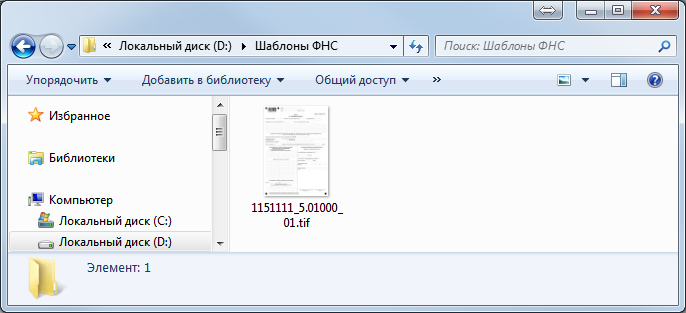 « Локальный диск (D:) Шаблоны ФНС
Поиск: Шаблоны ФНС
Упорядочить Добавить в библиотеку Общий доступ »
Избранное
Библиотеки
Компьютер
Локальный диск (C:)
Локальный диск (D:)
1151111_5.01000_
01.tif
Элемент: 1